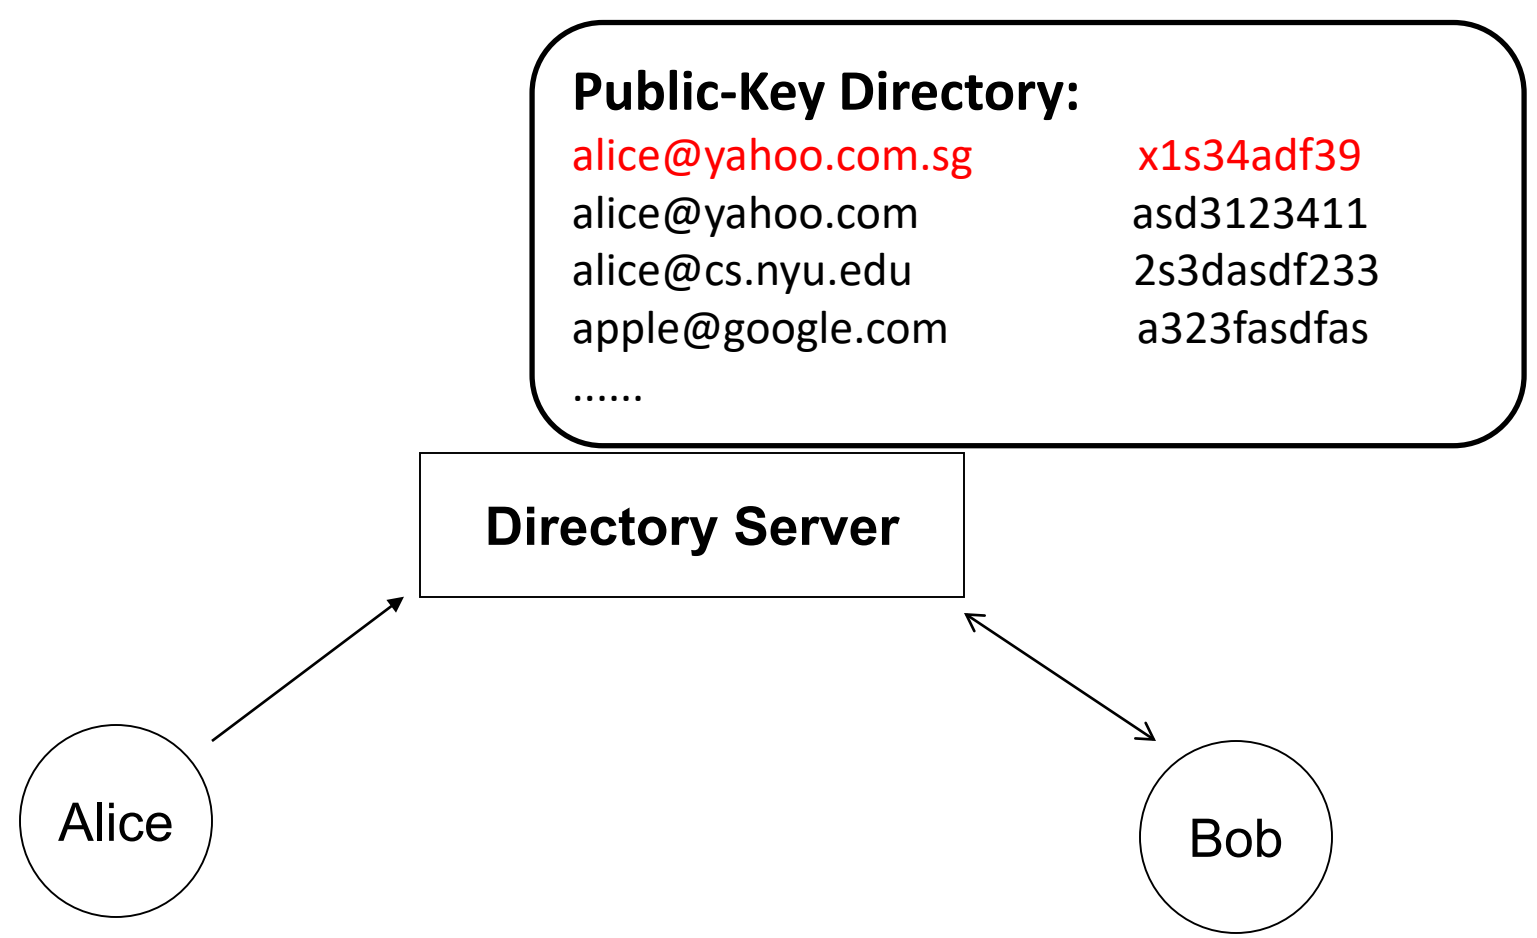 Public-Key Directory:
alice@yahoo.com.sg x1s34adf39
alice@yahoo.com asd3123411
alice@cs.nyu.edu 2s3dasdf233
apple@google.com a323fasdfas
......
Directory Server
Alice
Bob